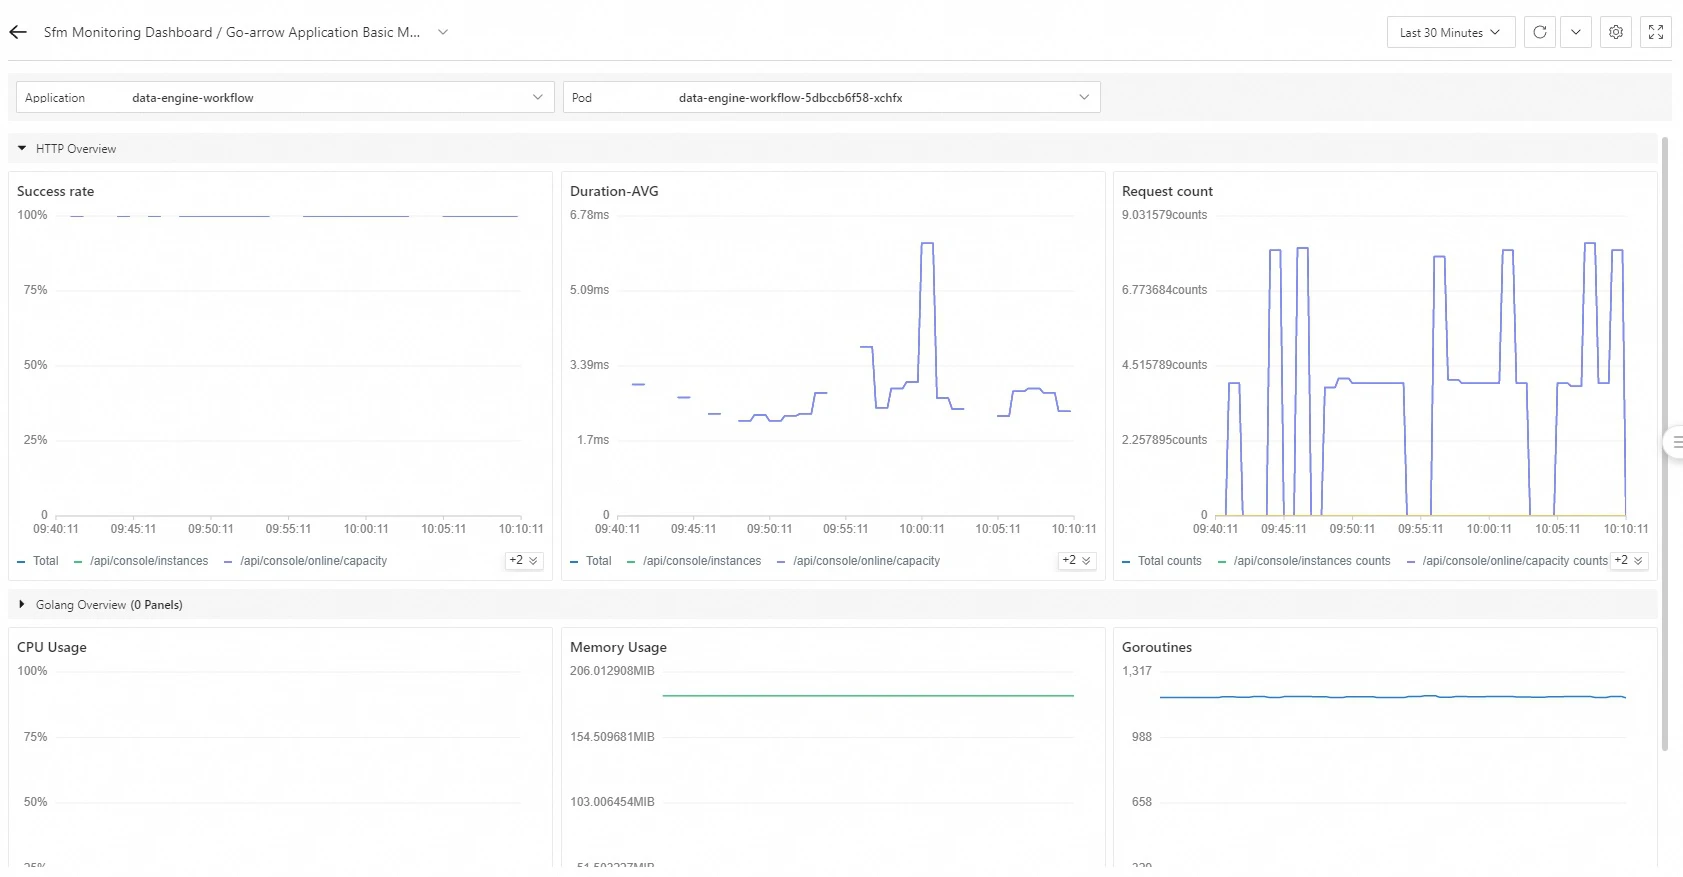 Sfm Monitoring Dashboard / Go-arrow Application Basic M...
Last 30 Minutes
Application data-engine-workflow
Pod data-engine-workflow-5dbccb6f58-xchfx
HTTP Overview
Success rate
100%
75%
50%
25%
0
09:40:11 09:45:11 09:50:11 09:55:11 10:00:11 10:05:11 10:10:11
Total /api/console/instances /api/console/online/capacity +2
Duration-AVG
6.78ms
5.09ms
3.39ms
1.7ms
0
09:40:11 09:45:11 09:50:11 09:55:11 10:00:11 10:05:11 10:10:11
Total /api/console/instances /api/console/online/capacity +2
Request count
9.031579counts
6.773684counts
4.515789counts
2.257895counts
0
09:40:11 09:45:11 09:50:11 09:55:11 10:00:11 10:05:11 10:10:11
Total counts /api/console/instances counts /api/console/online/capacity counts +2
Golang Overview (0 Panels)
CPU Usage
100%
75%
50%
25%
Memory Usage
206.012908MIB
154.509681MIB
103.006454MIB
51.503227MIB
Goroutines
1,317
988
658
329